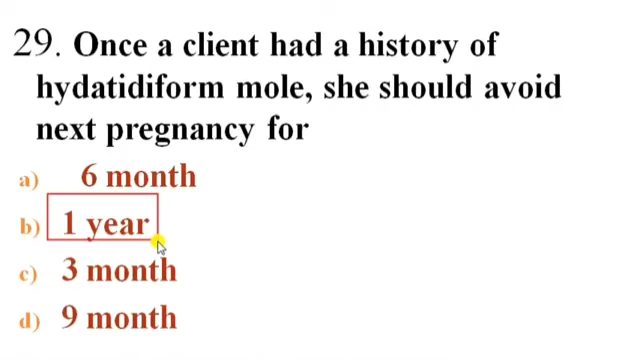 29. Once a client had a history of
hydatidiform mole, she should avoid
next pregnancy for
a) 6 month
b) 1 year
c) 3 month
d) 9 month